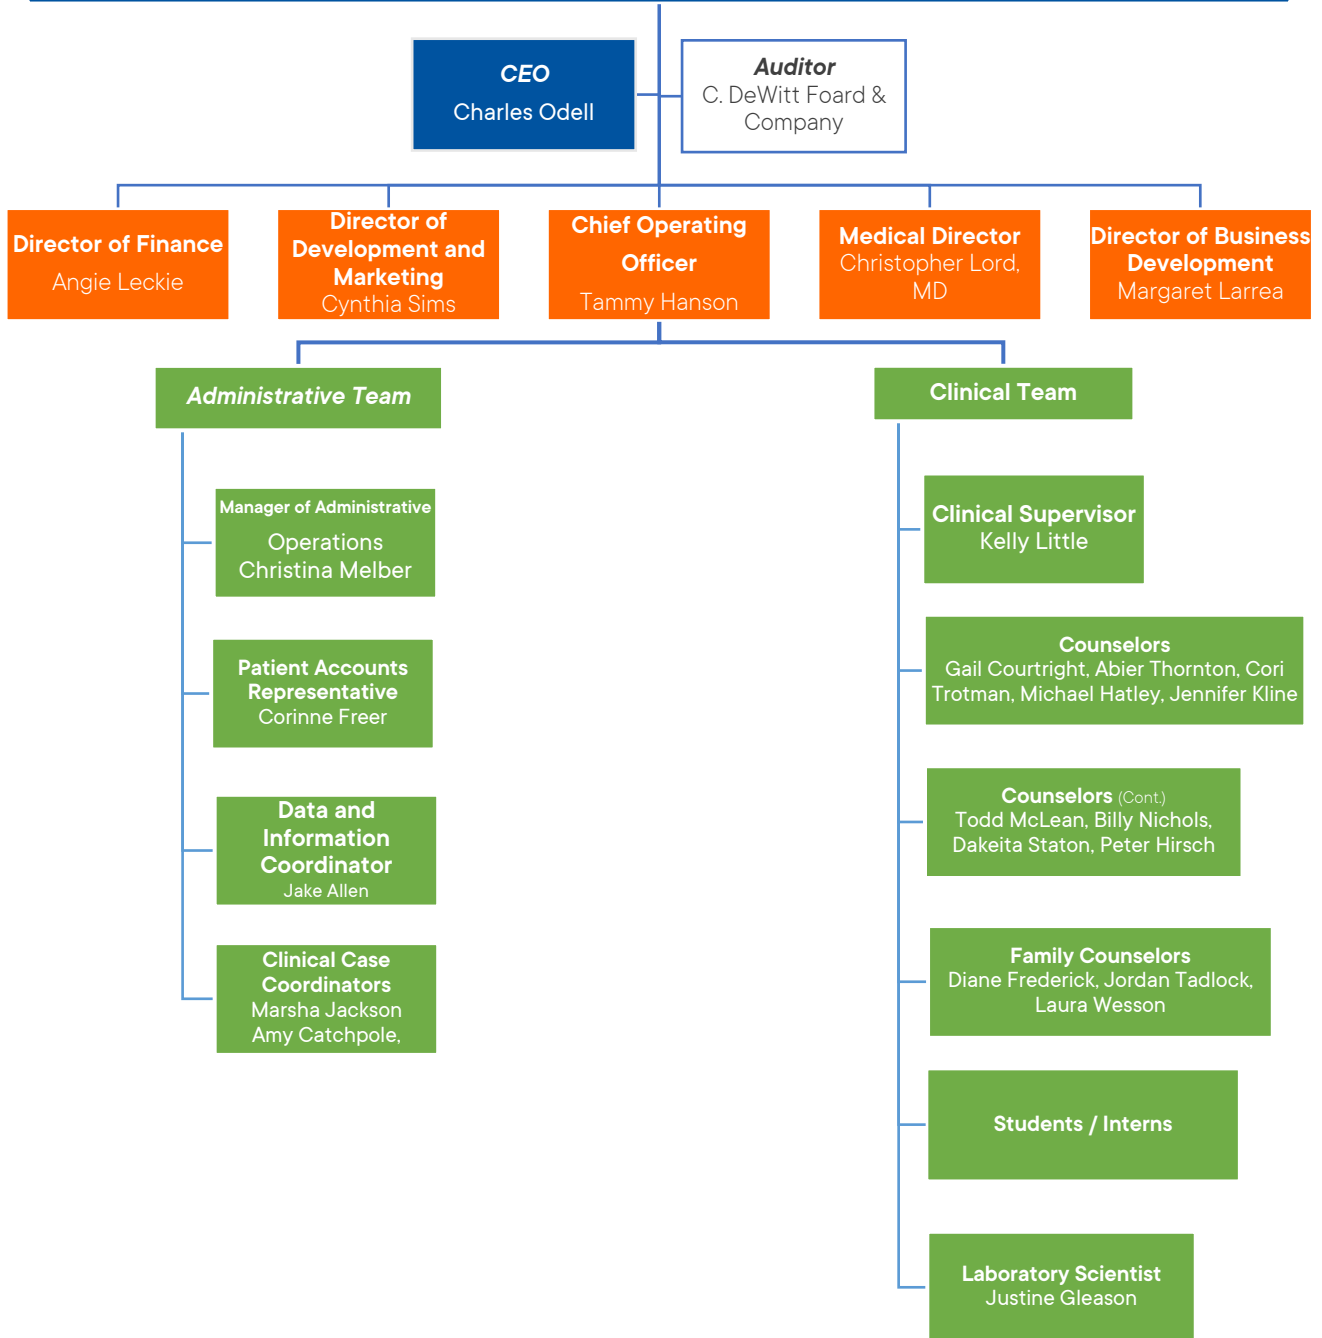 CEO
Charles Odell
Auditor
C. DeWitt Foard &
Company
Director of Finance
Angie Leckie
Director of
Development and
Marketing
Cynthia Sims
Chief Operating
Officer
Tammy Hanson
Medical Director
Christopher Lord,
MD
Director of Business
Development
Margaret Larrea
Administrative Team
Manager of Administrative
Operations
Christina Melber
Patient Accounts
Representative
Corinne Freer
Data and
Information
Coordinator
Jake Allen
Clinical Case
Coordinators
Marsha Jackson
Amy Catchpole,
Clinical Team
Clinical Supervisor
Kelly Little
Counselors
Gail Courtright, Abier Thornton, Cori
Trotman, Michael Hatley, Jennifer Kline
Counselors (Cont.)
Todd McLean, Billy Nichols,
Dakeita Staton, Peter Hirsch
Family Counselors
Diane Frederick, Jordan Tadlock,
Laura Wesson
Students / Interns
Laboratory Scientist
Justine Gleason